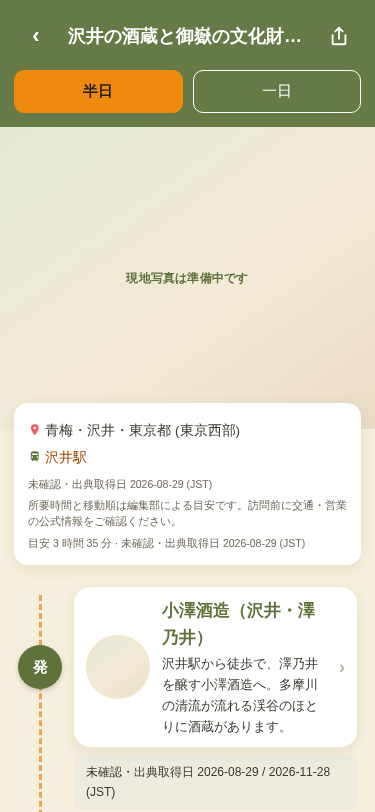 沢井の酒蔵と御嶽の文化財…
半日
一日
現地写真は準備中です
青梅・沢井・東京都 (東京西部)
沢井駅
未確認・出典取得日 2026-08-29 (JST)
所要時間と移動順は編集部による目安です。訪問前に交通・営業
の公式情報をご確認ください。
目安 3 時間 35 分 · 未確認・出典取得日 2026-08-29 (JST)
発
小澤酒造（沢井・澤
乃井）
沢井駅から徒歩で、澤乃井
を醸す小澤酒造へ。多摩川
の清流が流れる渓谷のほと
りに酒蔵があります。
未確認・出典取得日 2026-08-29 / 2026-11-28
(JST)